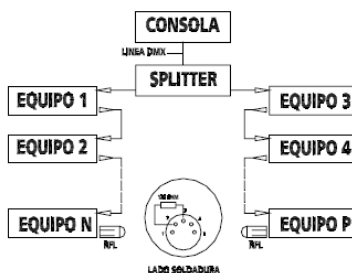 CONSOLA
LINEA DMX
SPLITTER
EQUIPO 1
EQUIPO 3
EQUIPO 2
EQUIPO 4
EQUIPO N
EQUIPO P
RFL
RFL
LADO SOLDADURA